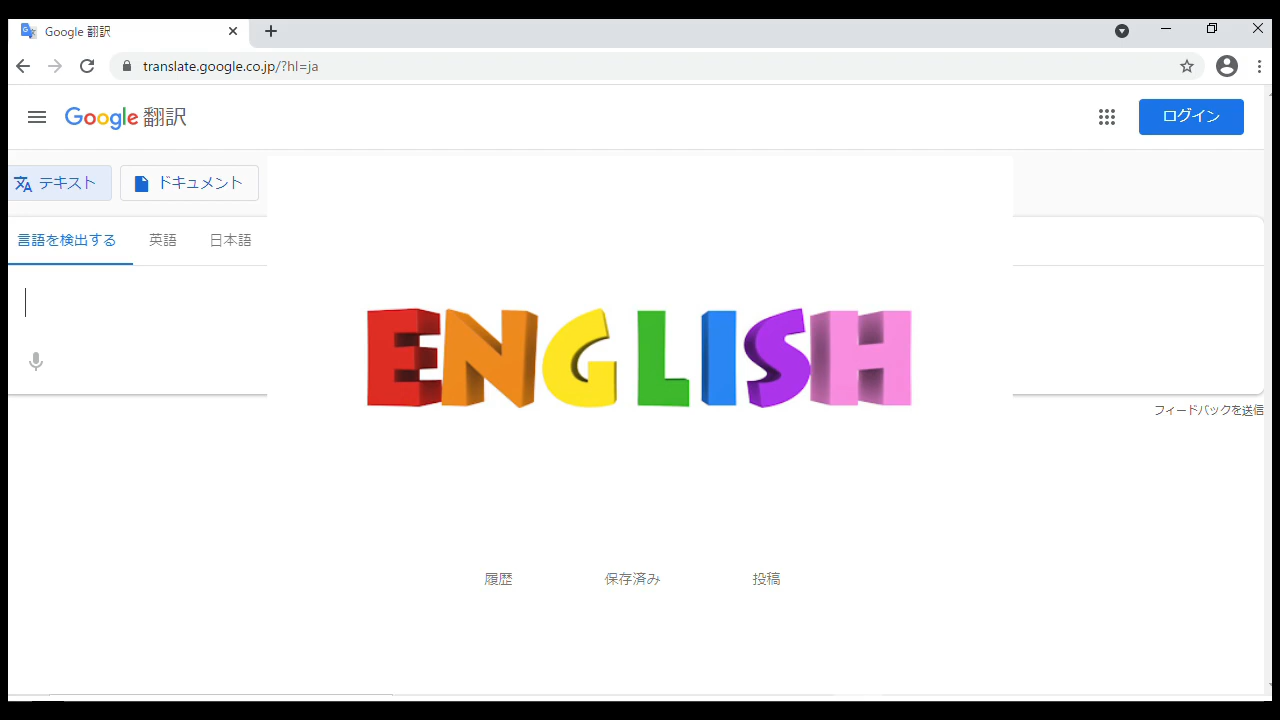 Google 翻訳
translate.google.co.jp/?hl=ja
Google 翻訳
ログイン
テキスト
ドキュメント
言語を検出する
英語
日本語
ENGLISH
フィードバックを送信
履歴
保存済み
投稿